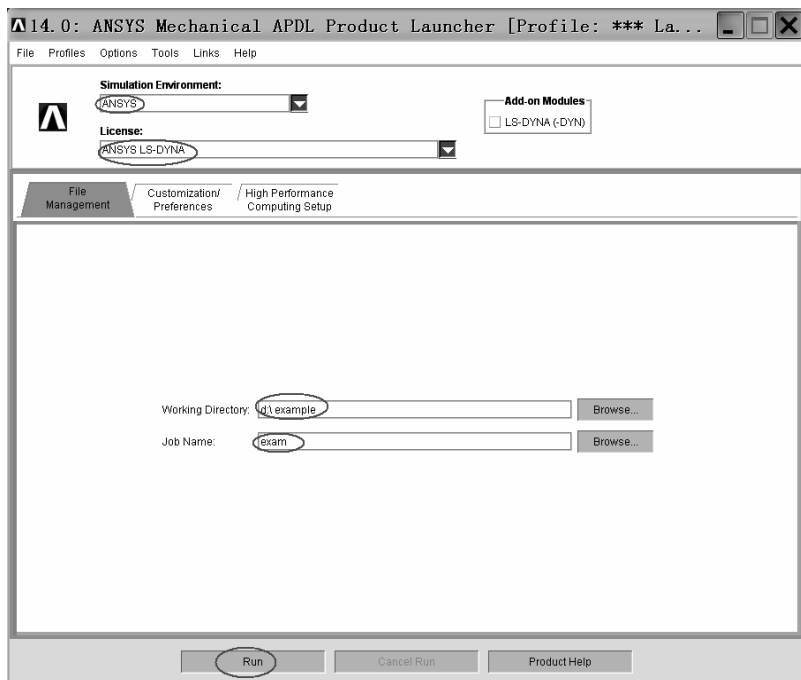 14.0: ANSYS Mechanical APDL Product Launcher [Profile: *** La...
File Profiles Options Tools Links Help
Simulation Environment:
ANSYS
Add-on Modules
LS-DYNA (-DYN)
License:
ANSYS LS-DYNA
File Management
Customization/ Preferences
High Performance Computing Setup
Working Directory: d:\ example Browse...
Job Name: exam Browse...
Run Cancel Run Product Help